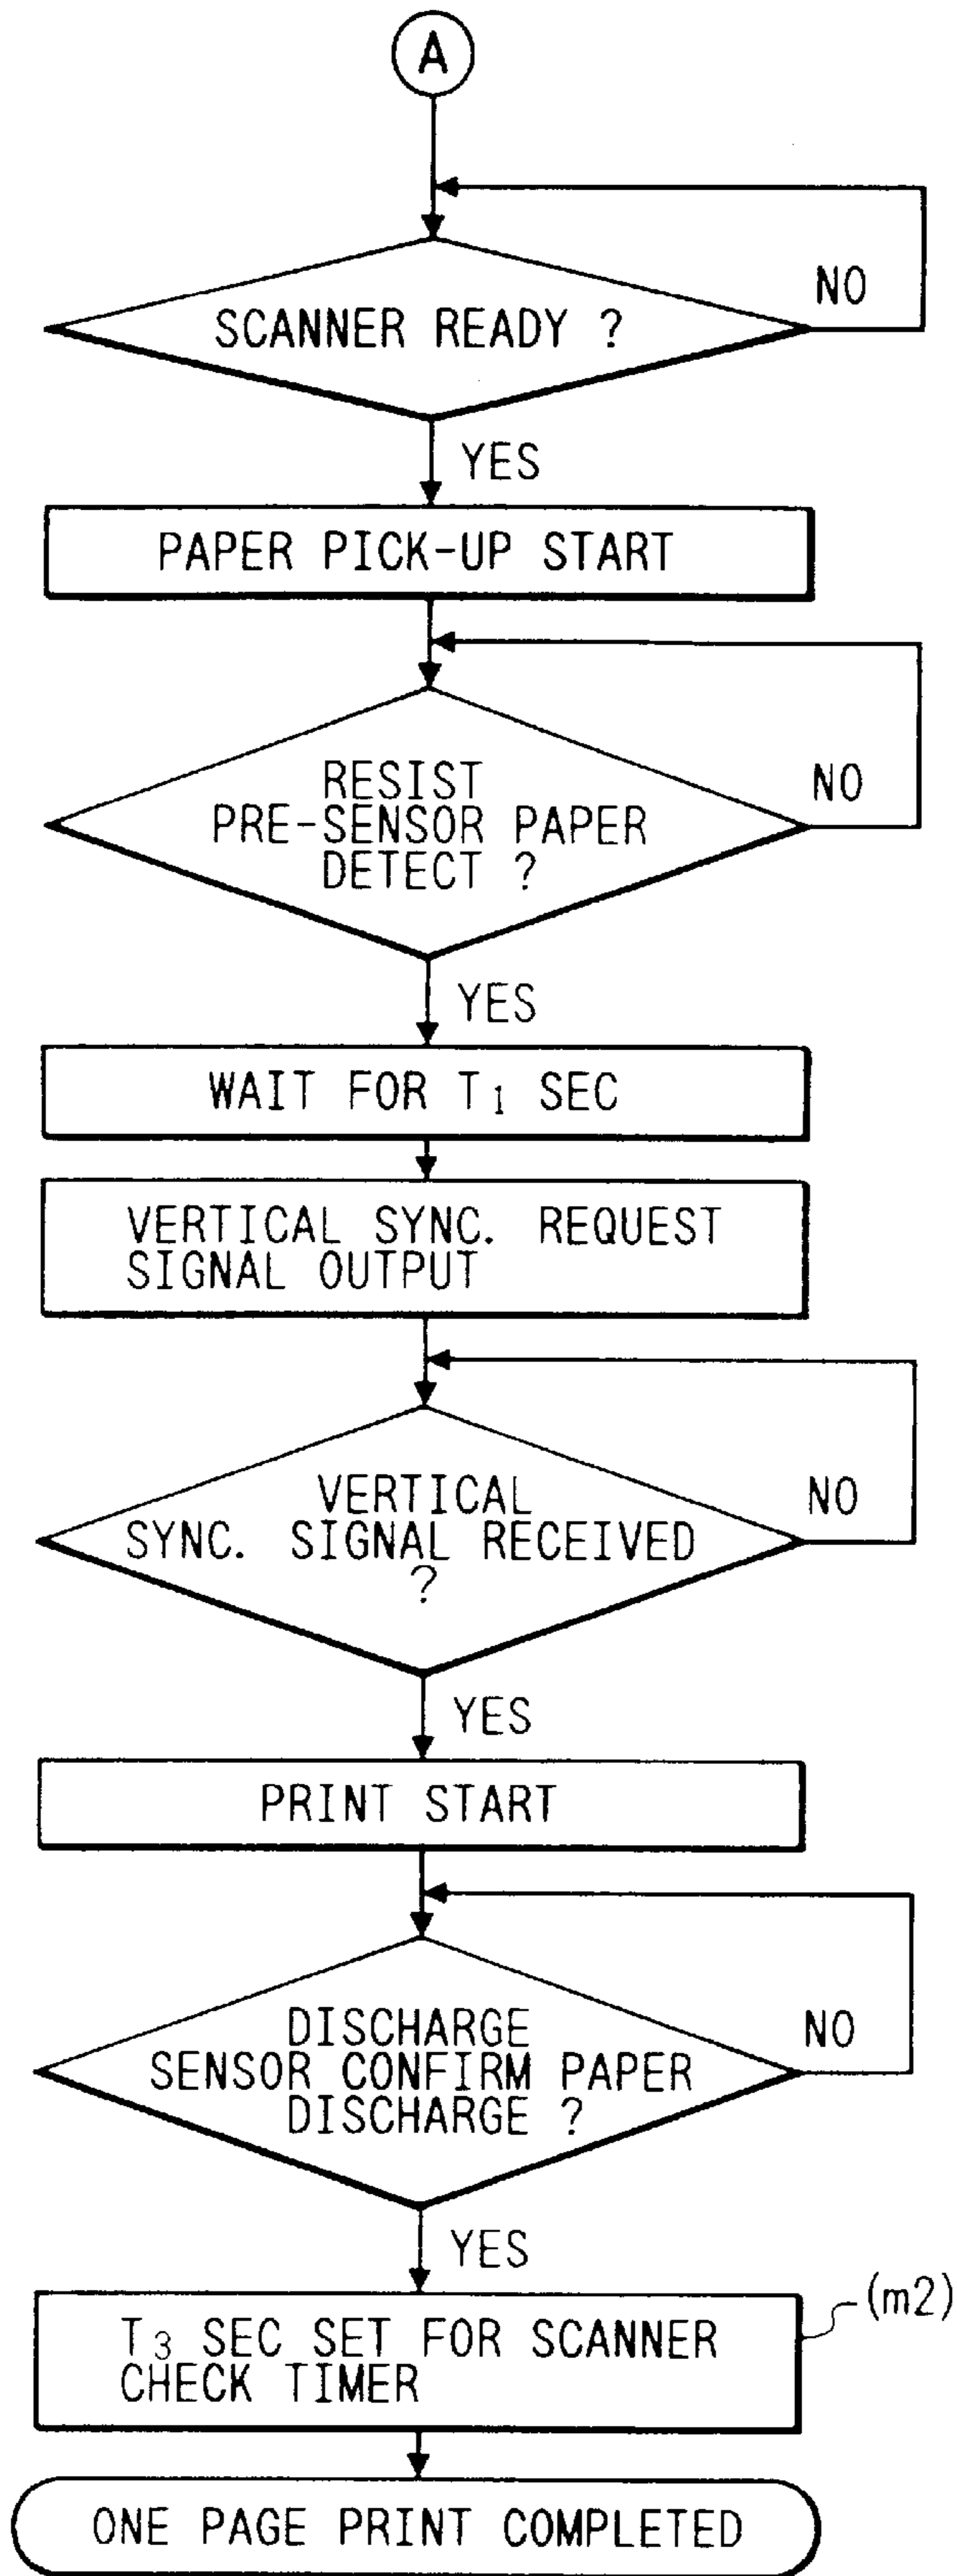 A
NO
SCANNER READY ?
YES
PAPER PICK-UP START
RESIST
PRE-SENSOR PAPER
DETECT ?
NO
YES
WAIT FOR T₁ SEC
VERTICAL SYNC. REQUEST
SIGNAL OUTPUT
VERTICAL
SYNC. SIGNAL RECEIVED
?
NO
YES
PRINT START
DISCHARGE
SENSOR CONFIRM PAPER
DISCHARGE ?
NO
YES
(m2)
T₃ SEC SET FOR SCANNER
CHECK TIMER
ONE PAGE PRINT COMPLETED